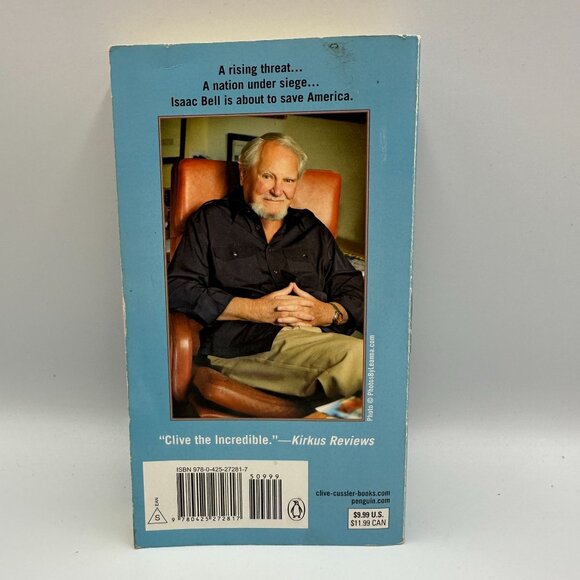 A rising threat…
A nation under siege…
Isaac Bell is about to save America.
Photo © PhotosByLeanna.com
“Clive the Incredible.”—Kirkus Reviews
ISBN 978-0-425-27281-7
50999
EAN
S
9 780425 272817
clive-cussler-books.com
penguin.com
$9.99 U.S.
$11.99 CAN